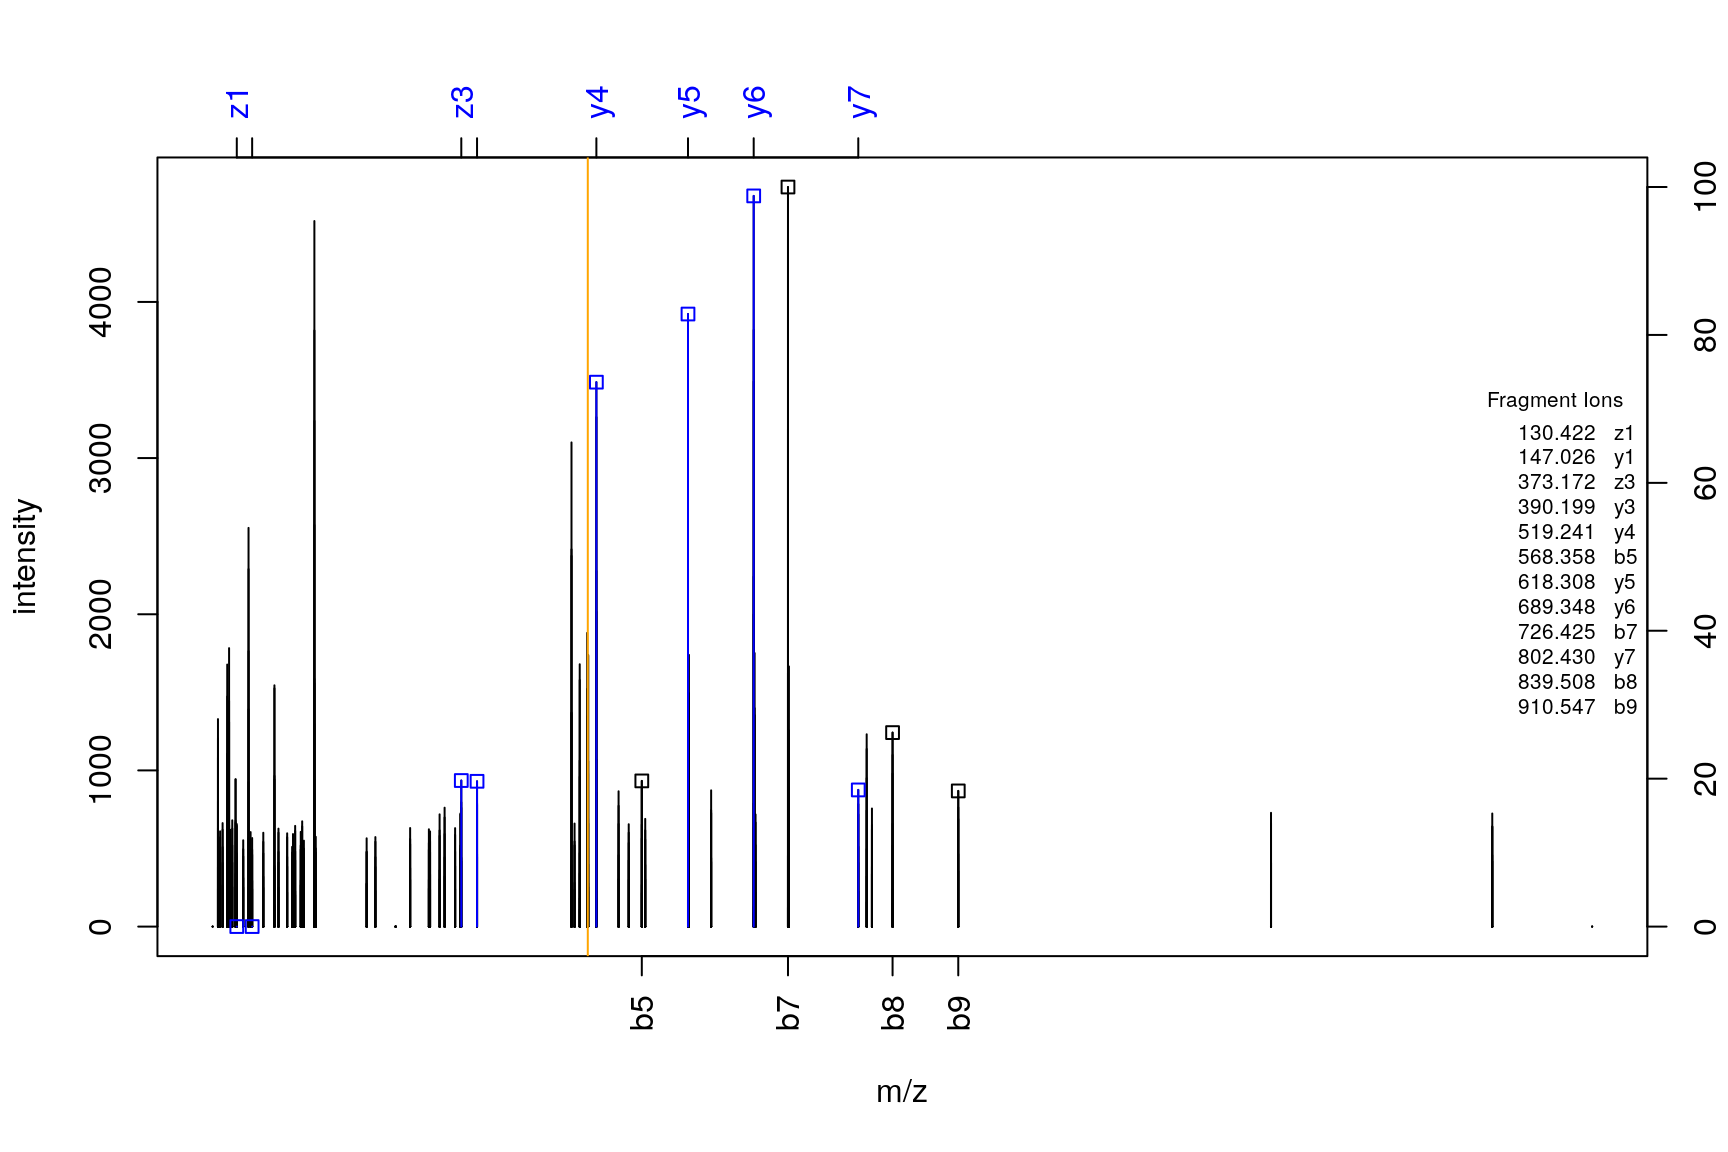 z1 z3 y4 y5 y6 y7
intensity
0 1000 2000 3000 4000
0 20 40 60 80 100
Fragment Ions
130.422 z1
147.026 y1
373.172 z3
390.199 y3
519.241 y4
568.358 b5
618.308 y5
689.348 y6
726.425 b7
802.430 y7
839.508 b8
910.547 b9
b5 b7 b8 b9
m/z